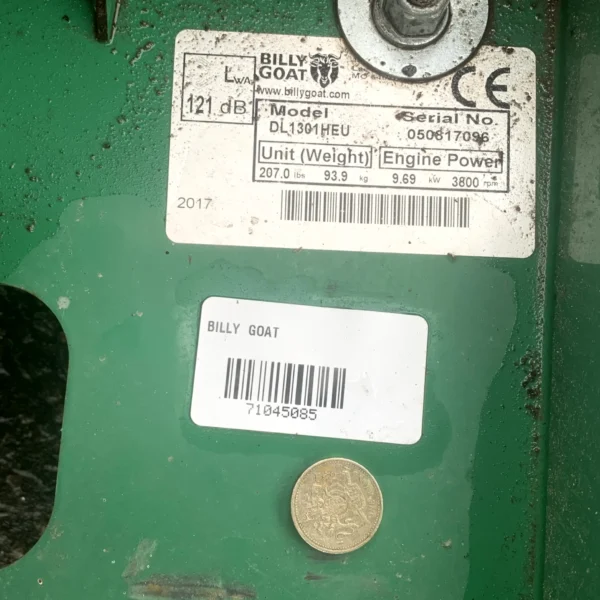 BILLY
GOAT
LWA
121 dB
www.billygoat.com
CE
Model
Serial No.
DL1301HEU
050817096
Unit (Weight)
Engine Power
207.0 lbs 93.9 kg
9.69 kW 3800 rpm
2017
BILLY GOAT
71045085